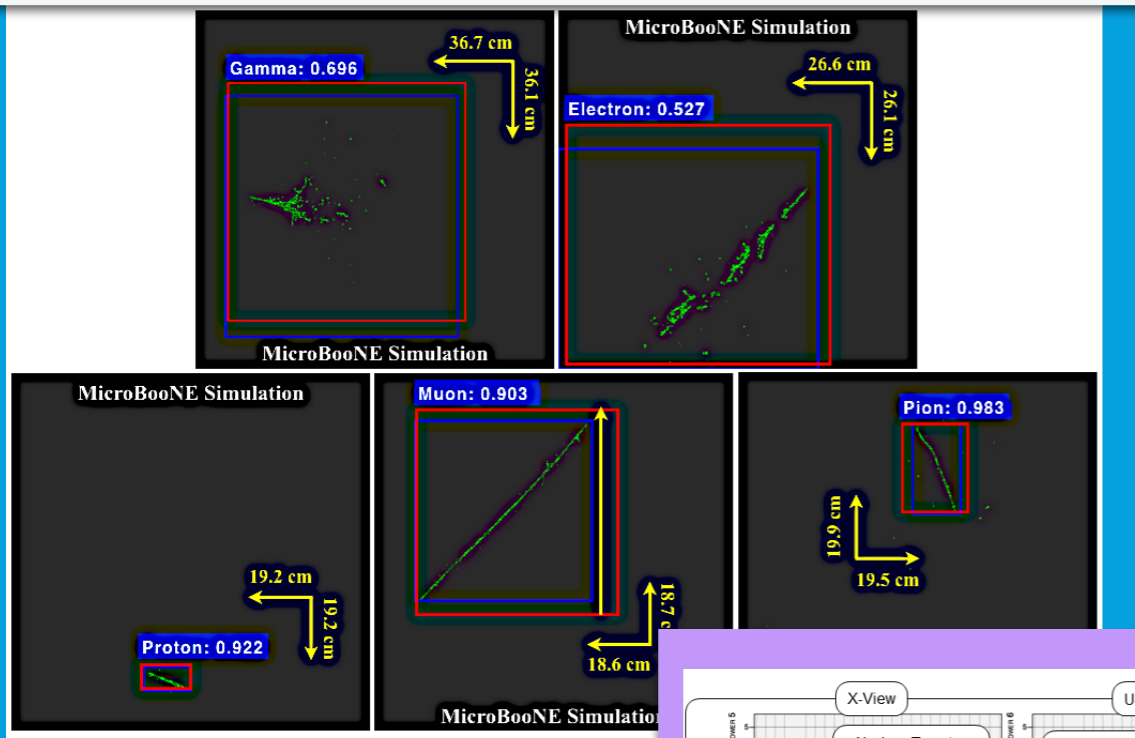 MicroBooNE Simulation
36.7 cm
36.1 cm
Gamma: 0.696
MicroBooNE Simulation
26.6 cm
26.1 cm
Electron: 0.527
MicroBooNE Simulation
19.2 cm
19.2 cm
Proton: 0.922
Muon: 0.903
18.7
18.6 cm
MicroBooNE Simulation
Pion: 0.983
19.9 cm
19.5 cm
X-View
U